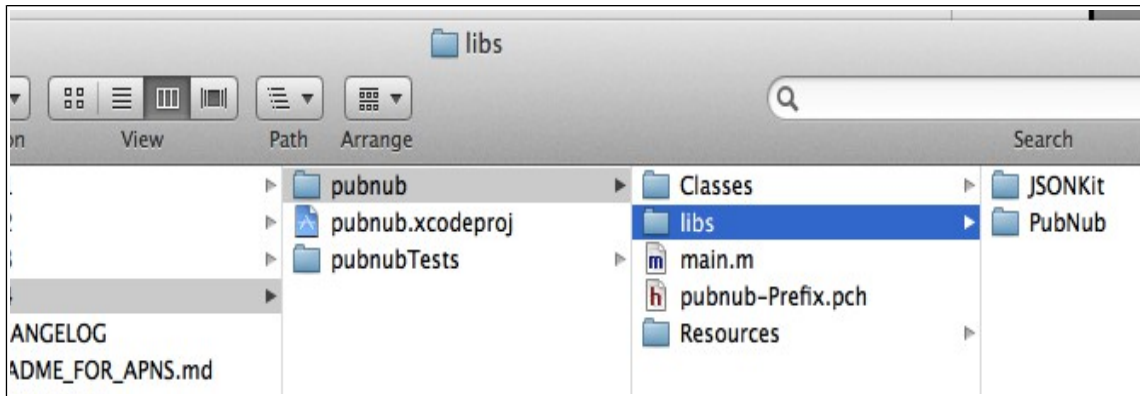 libs
View Path Arrange Search
pubnub Classes JSONKit
pubnub.xcodeproj libs PubNub
pubnubTests main.m
pubnub-Prefix.pch
ANGELOG Resources
ADME_FOR_APNS.md